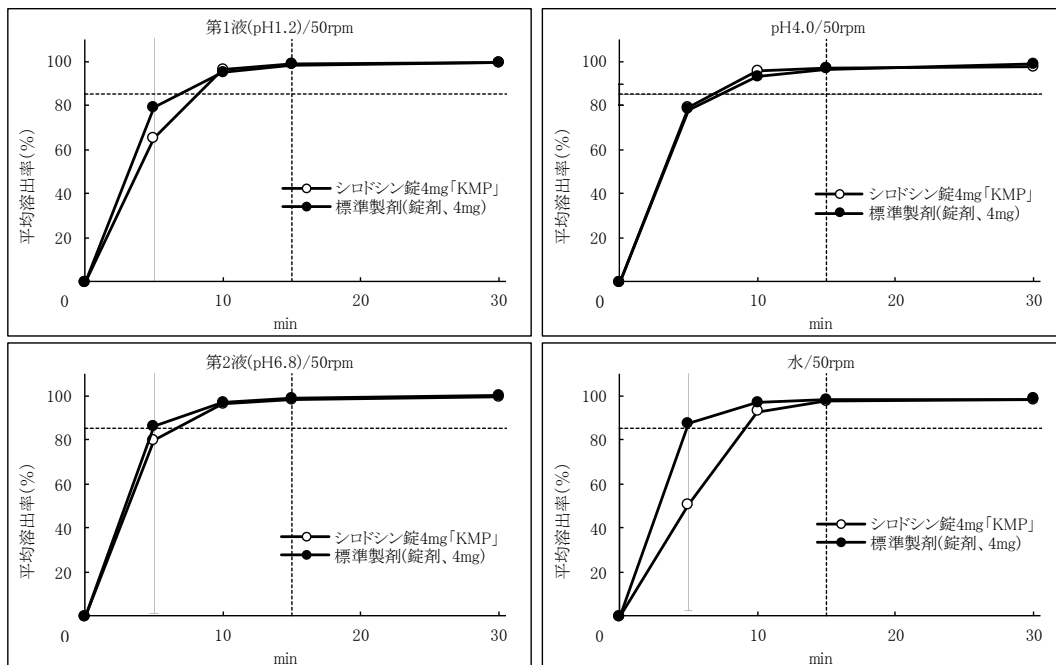 第1液(pH1.2)/50rpm
平均溶出率(%)
100
80
60
40
20
0
10
20
30
min
シロドシン錠4mg「KMP」
標準製剤(錠剤、4mg)
pH4.0/50rpm
平均溶出率(%)
100
80
60
40
20
0
10
20
30
min
シロドシン錠4mg「KMP」
標準製剤(錠剤、4mg)
第2液(pH6.8)/50rpm
平均溶出率(%)
100
80
60
40
20
0
10
20
30
min
シロドシン錠4mg「KMP」
標準製剤(錠剤、4mg)
水/50rpm
平均溶出率(%)
100
80
60
40
20
0
10
20
30
min
シロドシン錠4mg「KMP」
標準製剤(錠剤、4mg)